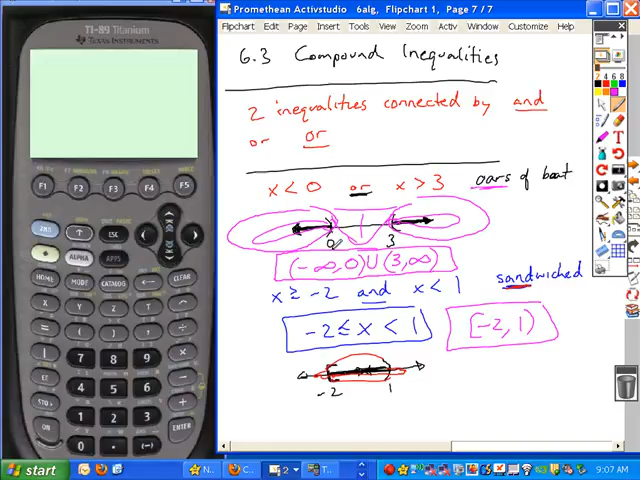 TI-89 Titanium
TEXAS INSTRUMENTS
F1 F2 F3 F4 F5
2ND ESC
ALPHA APPS
HOME MODE CATALOG CLEAR
X Y Z T
= ( ) ,
7 8 9
EE 4 5 6
STO▸ 1 2 3
ON 0 . (−) ENTER
Promethean Activstudio - 6alg, Flipchart 1, Page 7 / 7
Flipchart Edit Page Insert Tools View Activ Window Customize
6.3 Compound Inequalities
2 inequalities connected by and
or or
x < 0 or x > 3 oars of boat
0 3
(-∞, 0) U (3, ∞)
sandwiched
x ≥ -2 and x < 1
-2 ≤ x < 1 [-2, 1)
-2 1
start N... C... 2 T... 9:07 AM